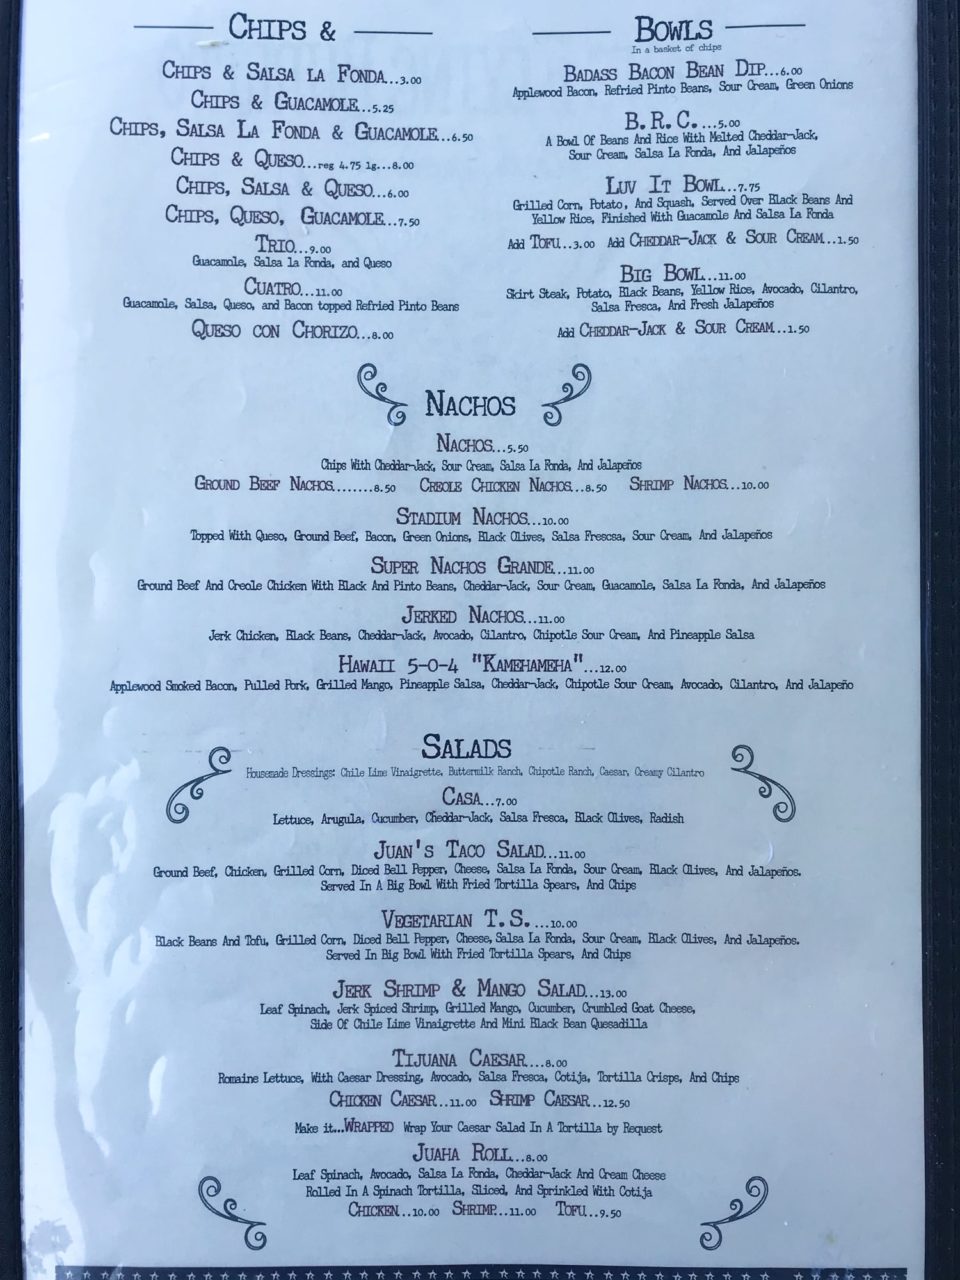 Chips &
Chips & Salsa la Fonda...3.00
Chips & Guacamole...5.25
Chips, Salsa La Fonda & Guacamole...6.50
Chips & Queso...reg 4.75 lg...8.00
Chips, Salsa & Queso...6.00
Chips, Queso, Guacamole...7.50
Trio...9.00
Guacamole, Salsa la Fonda, and Queso
Cuatro...11.00
Guacamole, Salsa, Queso, and Bacon topped Refried Pinto Beans
Queso con Chorizo...8.00
Bowls
In a basket of chips
Badass Bacon Bean Dip...6.00
Applewood Bacon, Refried Pinto Beans, Sour Cream, Green Onions
B.R.C....5.00
A Bowl Of Beans And Rice With Melted Cheddar-Jack,
Sour Cream, Salsa La Fonda, And Jalapeños
Luv It Bowl...7.75
Grilled Corn, Potato, And Squash, Served Over Black Beans And
Yellow Rice, Finished With Guacamole And Salsa La Fonda
Add Tofu...3.00 Add Cheddar-Jack & Sour Cream...1.50
Big Bowl...11.00
Skirt Steak, Potato, Black Beans, Yellow Rice, Avocado, Cilantro,
Salsa Fresca, And Fresh Jalapeños
Add Cheddar-Jack & Sour Cream...1.50
Nachos
Nachos...5.50
Chips With Cheddar-Jack, Sour Cream, Salsa La Fonda, And Jalapeños
Ground Beef Nachos........8.50 Creole Chicken Nachos...8.50 Shrimp Nachos...10.00
Stadium Nachos...10.00
Topped With Queso, Ground Beef, Bacon, Green Onions, Black Olives, Salsa Frescsa, Sour Cream, And Jalapeños
Super Nachos Grande...11.00
Ground Beef And Creole Chicken With Black And Pinto Beans, Cheddar-Jack, Sour Cream, Guacamole, Salsa La Fonda, And Jalapeños
Jerked Nachos...11.00
Jerk Chicken, Black Beans, Cheddar-Jack, Avocado, Cilantro, Chipotle Sour Cream, And Pineapple Salsa
Hawaii 5-0-4 "Kamehameha"...12.00
Applewood Smoked Bacon, Pulled Pork, Grilled Mango, Pineapple Salsa, Cheddar-Jack, Chipotle Sour Cream, Avocado, Cilantro, And Jalapeño
Salads
Housemade Dressings: Chile Lime Vinaigrette, Buttermilk Ranch, Chipotle Ranch, Caesar, Creamy Cilantro
Casa...7.00
Lettuce, Arugula, Cucumber, Cheddar-Jack, Salsa Fresca, Black Olives, Radish
Juan's Taco Salad...11.00
Ground Beef, Chicken, Grilled Corn, Diced Bell Pepper, Cheese, Salsa La Fonda, Sour Cream, Black Olives, And Jalapeños.
Served In A Big Bowl With Fried Tortilla Spears, And Chips
Vegetarian T.S....10.00
Black Beans And Tofu, Grilled Corn, Diced Bell Pepper, Cheese, Salsa La Fonda, Sour Cream, Black Olives, And Jalapeños.
Served In Big Bowl With Fried Tortilla Spears, And Chips
Jerk Shrimp & Mango Salad...13.00
Leaf Spinach, Jerk Spiced Shrimp, Grilled Mango, Cucumber, Crumbled Goat Cheese,
Side Of Chile Lime Vinaigrette And Mini Black Bean Quesadilla
Tijuana Caesar...8.00
Romaine Lettuce, With Caesar Dressing, Avocado, Salsa Fresca, Cotija, Tortilla Crisps, And Chips
Chicken Caesar...11.00 Shrimp Caesar...12.50
Make it...Wrapped Wrap Your Caesar Salad In A Tortilla by Request
Juaha Roll...8.00
Leaf Spinach, Avocado, Salsa La Fonda, Cheddar-Jack And Cream Cheese
Rolled In A Spinach Tortilla, Sliced, And Sprinkled With Cotija
Chicken...10.00 Shrimp...11.00 Tofu...9.50